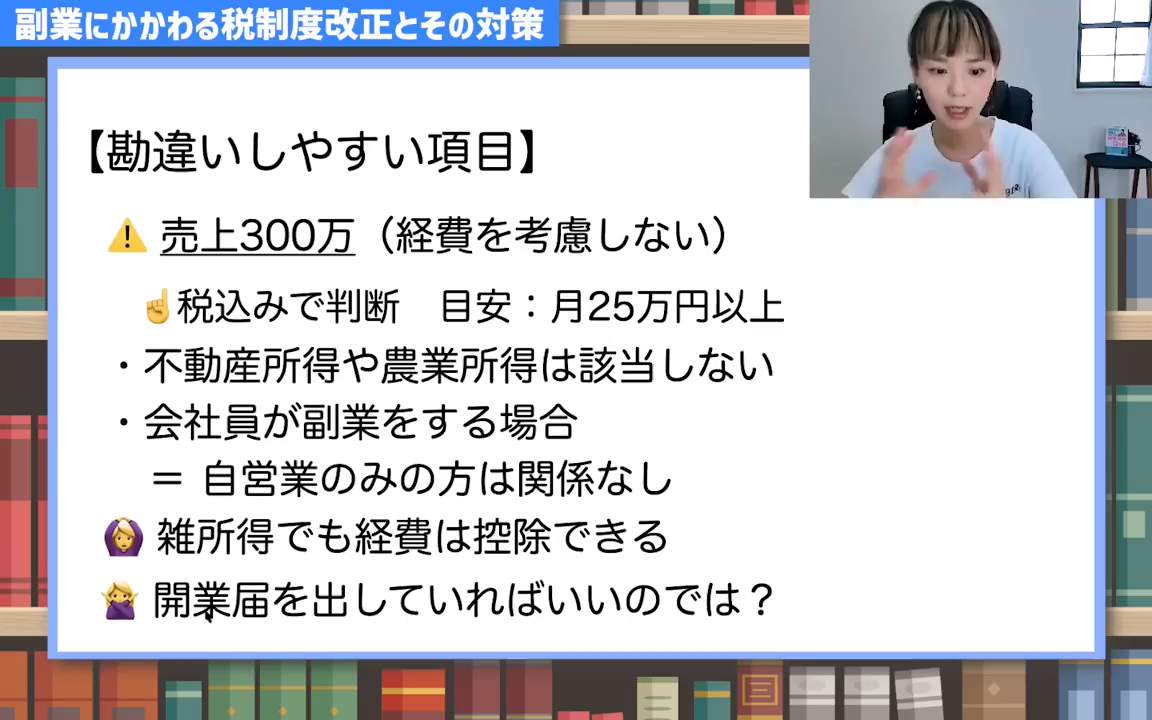 副業にかかわる税制度改正とその対策
【勘違いしやすい項目】
⚠️ 売上300万（経費を考慮しない）
☝️税込みで判断　目安：月25万円以上
・不動産所得や農業所得は該当しない
・会社員が副業をする場合
＝ 自営業のみの方は関係なし
🙆‍♀️ 雑所得でも経費は控除できる
🙅‍♀️ 開業届を出していればいいのでは？